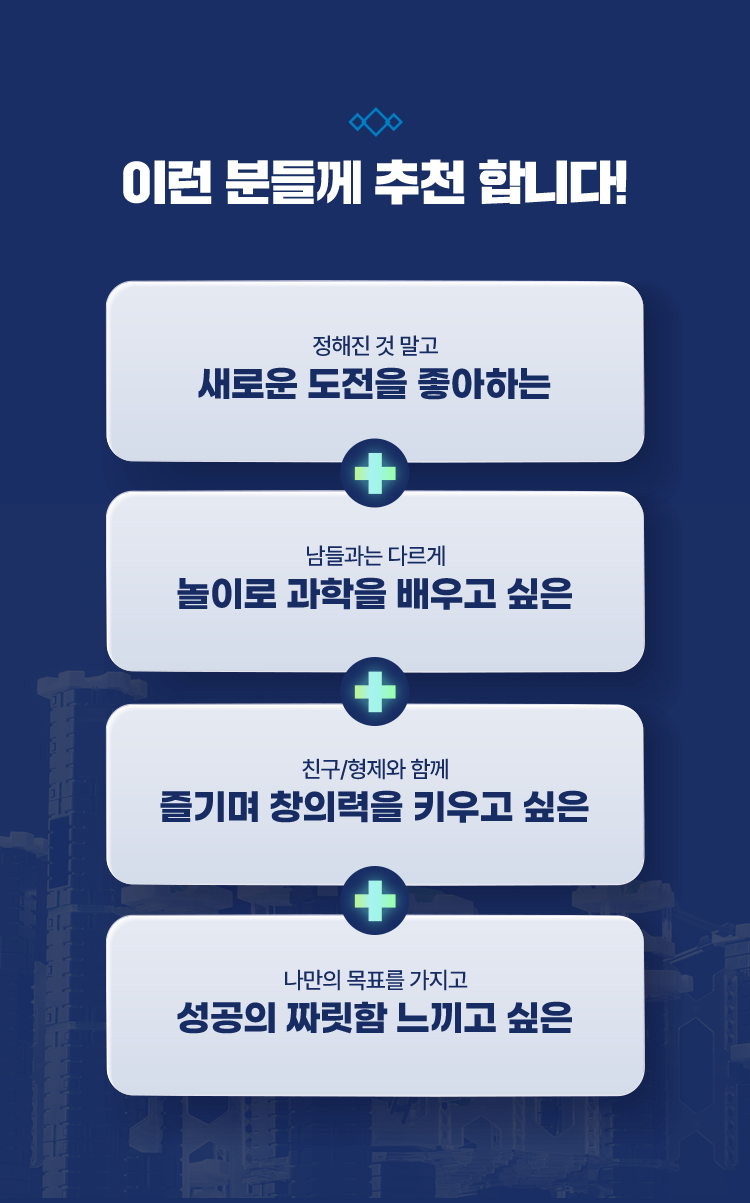 이런 분들께 추천 합니다!
정해진 것 말고
새로운 도전을 좋아하는
남들과는 다르게
놀이로 과학을 배우고 싶은
친구/형제와 함께
즐기며 창의력을 키우고 싶은
나만의 목표를 가지고
성공의 짜릿함 느끼고 싶은